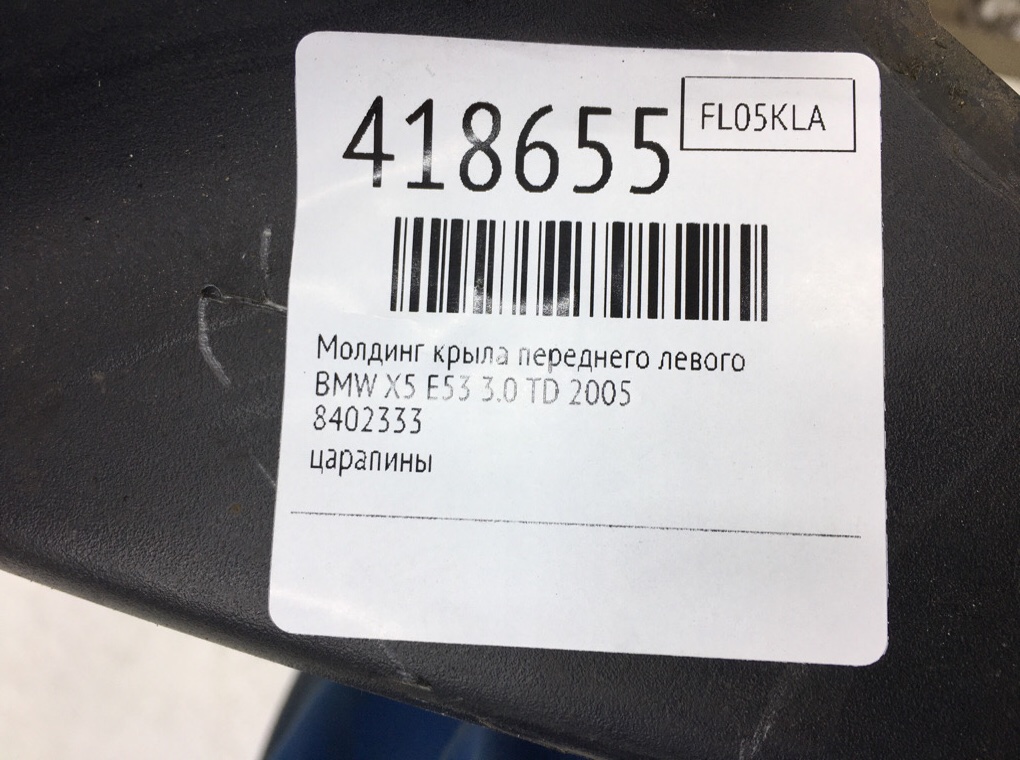 418655
FL05KLA
Молдинг крыла переднего левого
BMW X5 E53 3.0 TD 2005
8402333
царапины